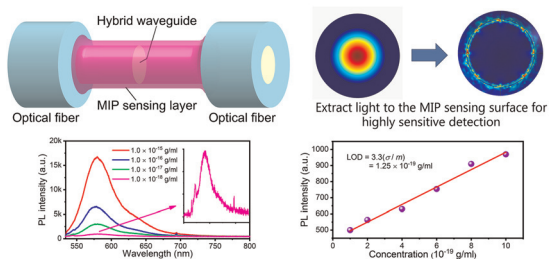 Hybrid waveguide
Optical fiber
MIP sensing layer
Optical fiber
Extract light to the MIP sensing surface for
highly sensitive detection
PL intensity (a.u.)
20k
15k
10k
5k
0
1.0 × 10⁻¹⁵ g/ml
1.0 × 10⁻¹⁶ g/ml
1.0 × 10⁻¹⁷ g/ml
1.0 × 10⁻¹⁸ g/ml
550 600 650 700 750 800
Wavelength (nm)
PL intensity (a.u.)
1000
900
800
700
600
500
LOD = 3.3(σ / m)
= 1.25 × 10⁻¹⁹ g/ml
0 2 4 6 8 10
Concentration (10⁻¹⁹ g/ml)